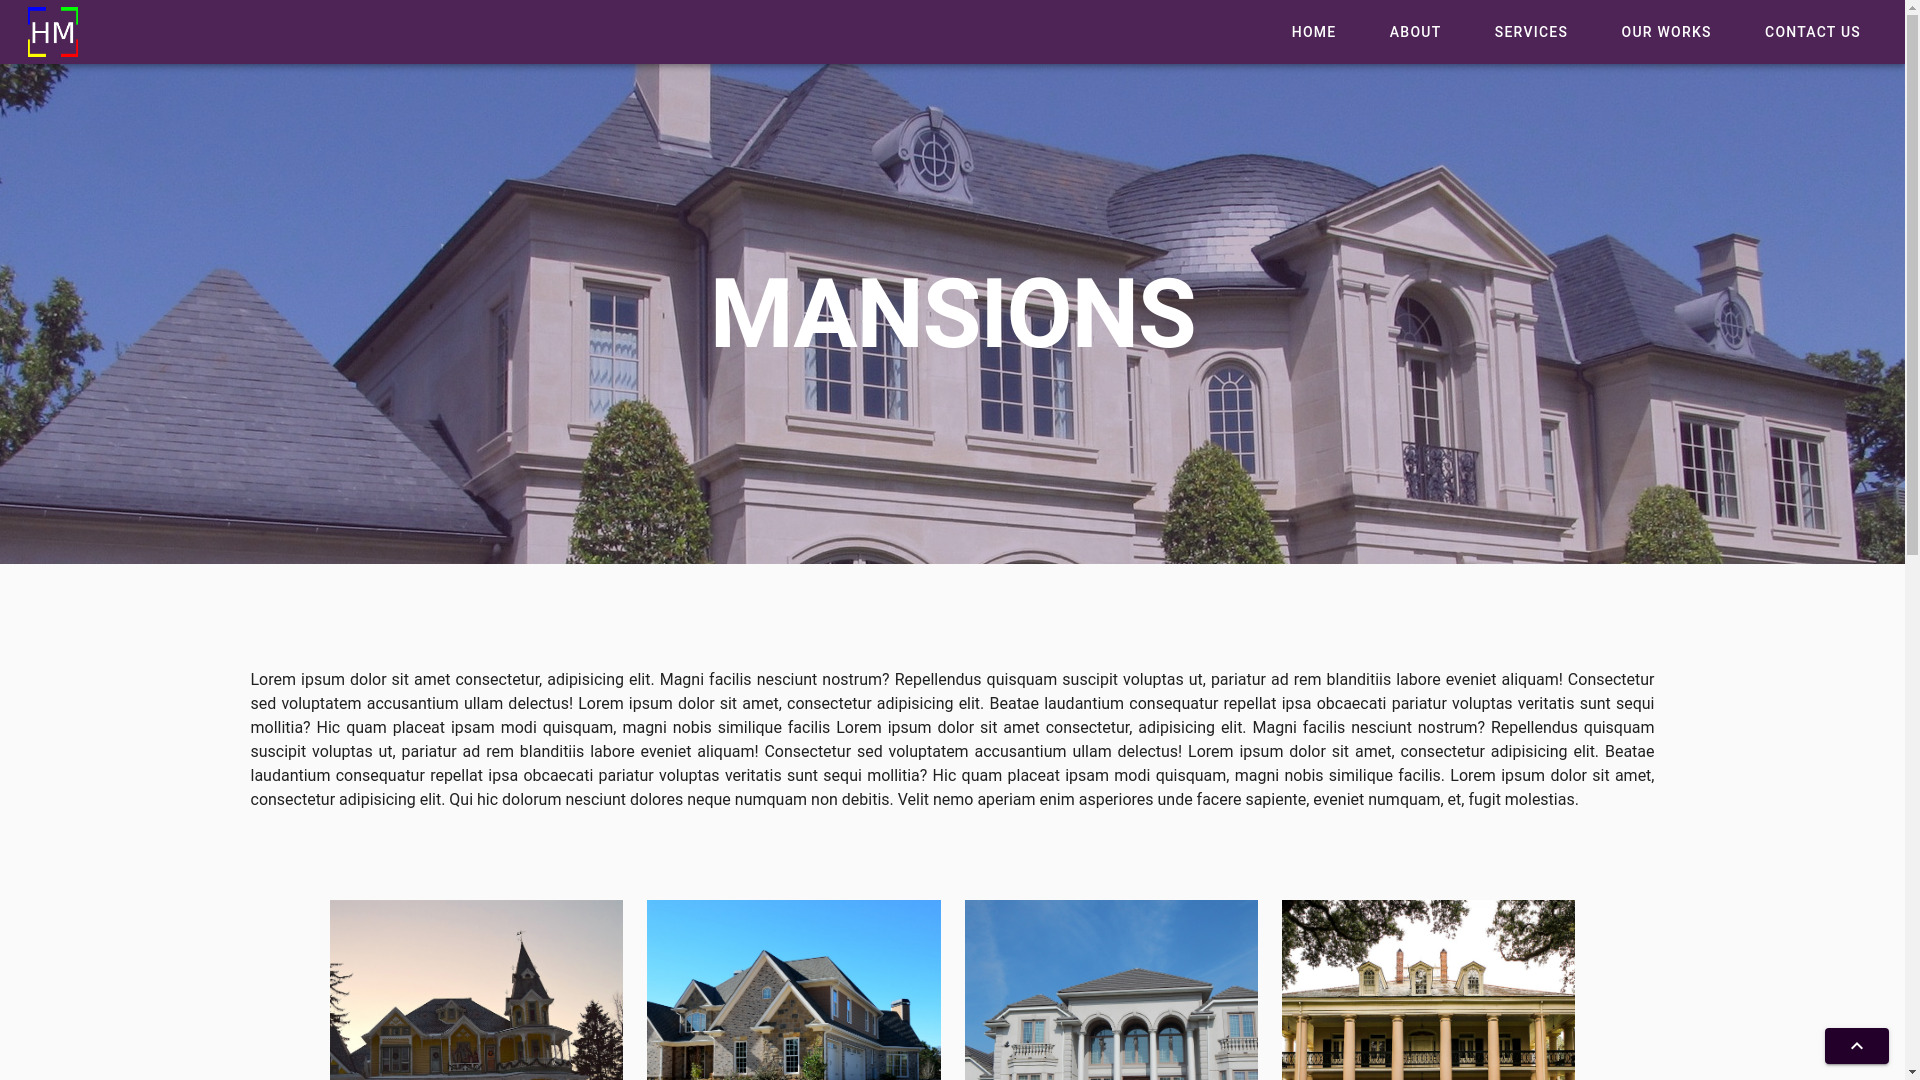 HM
HOME
ABOUT
SERVICES
OUR WORKS
CONTACT US
MANSIONS
Lorem ipsum dolor sit amet consectetur, adipisicing elit. Magni facilis nesciunt nostrum? Repellendus quisquam suscipit voluptas ut, pariatur ad rem blanditiis labore eveniet aliquam! Consectetur
sed voluptatem accusantium ullam delectus! Lorem ipsum dolor sit amet, consectetur adipisicing elit. Beatae laudantium consequatur repellat ipsa obcaecati pariatur voluptas veritatis sunt sequi
mollitia? Hic quam placeat ipsam modi quisquam, magni nobis similique facilis Lorem ipsum dolor sit amet consectetur, adipisicing elit. Magni facilis nesciunt nostrum? Repellendus quisquam
suscipit voluptas ut, pariatur ad rem blanditiis labore eveniet aliquam! Consectetur sed voluptatem accusantium ullam delectus! Lorem ipsum dolor sit amet, consectetur adipisicing elit. Beatae
laudantium consequatur repellat ipsa obcaecati pariatur voluptas veritatis sunt sequi mollitia? Hic quam placeat ipsam modi quisquam, magni nobis similique facilis. Lorem ipsum dolor sit amet,
consectetur adipisicing elit. Qui hic dolorum nesciunt dolores neque numquam non debitis. Velit nemo aperiam enim asperiores unde facere sapiente, eveniet numquam, et, fugit molestias.